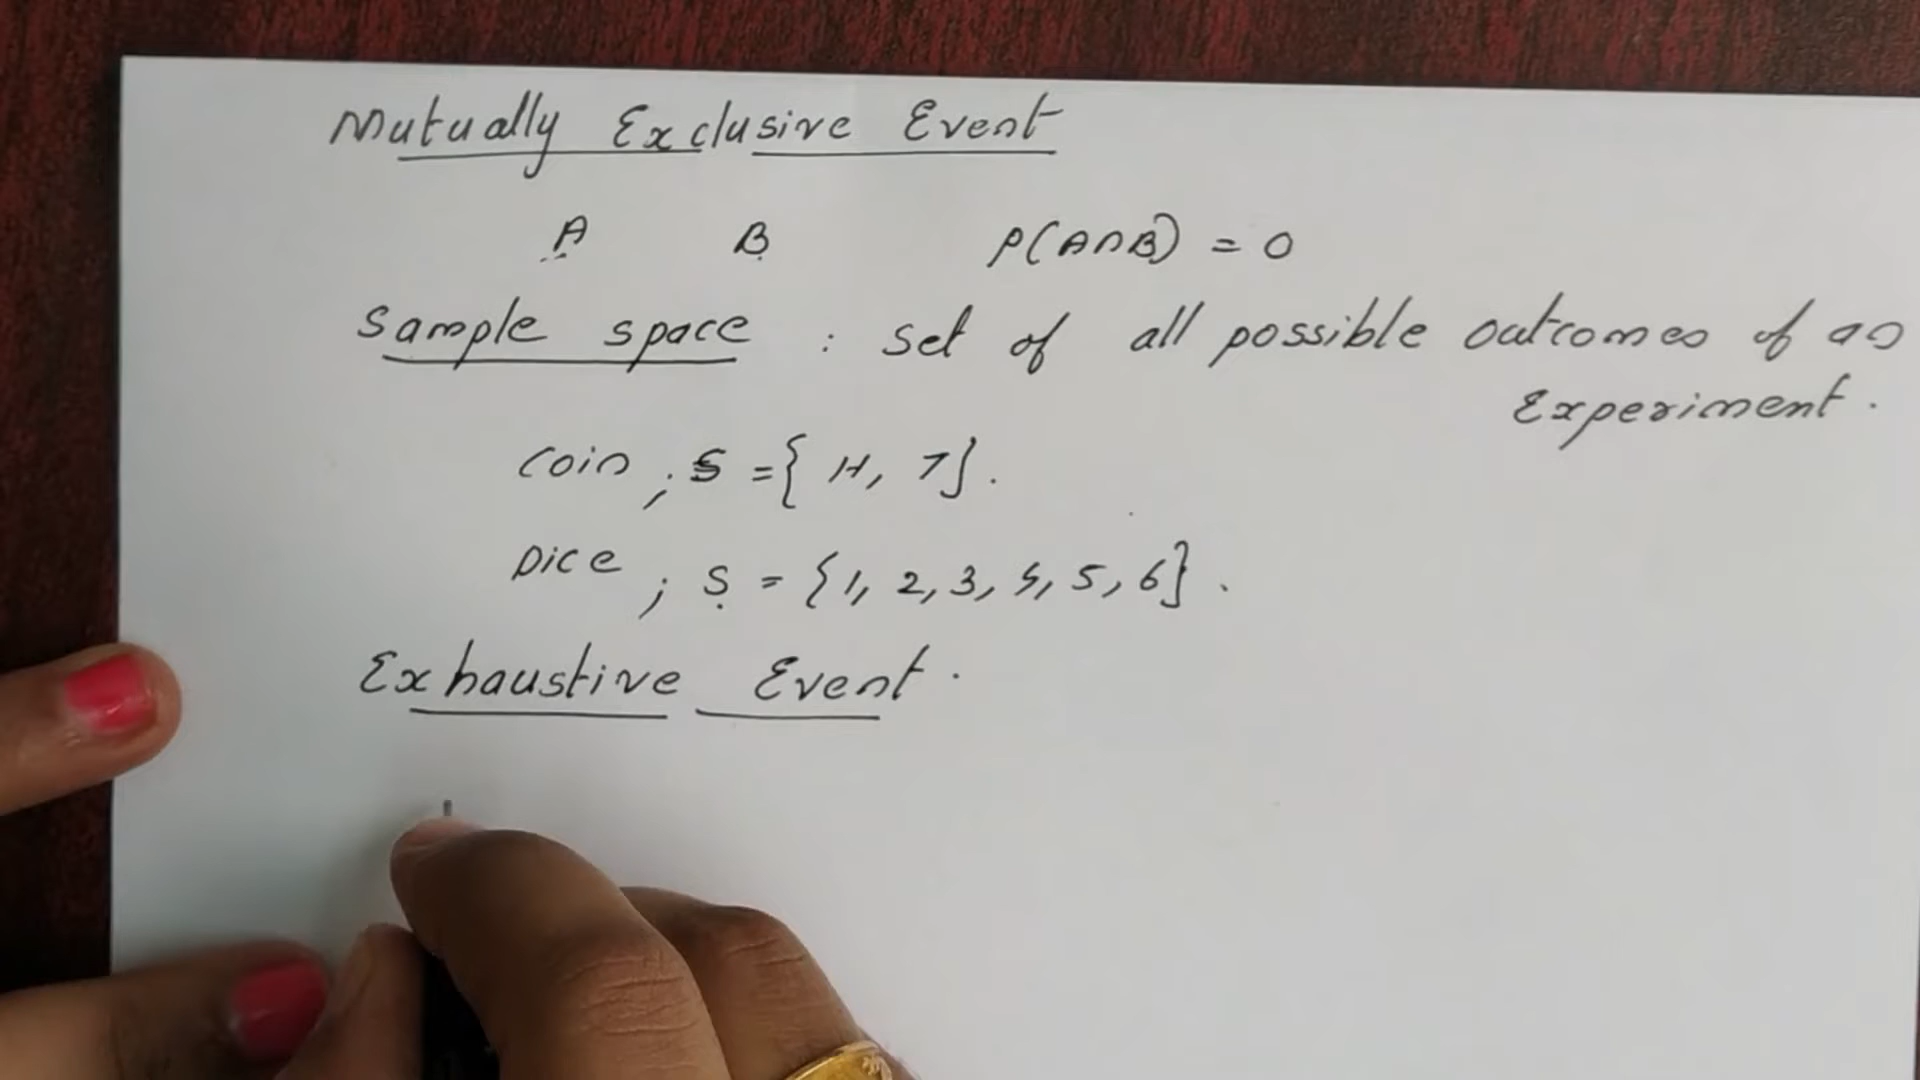 Mutually Exclusive Event
A B P(A∩B) = 0
Sample space : set of all possible outcomes of an
Experiment.
coin ; S = { H, T}.
Dice ; S = {1, 2, 3, 4, 5, 6}.
Exhaustive Event.